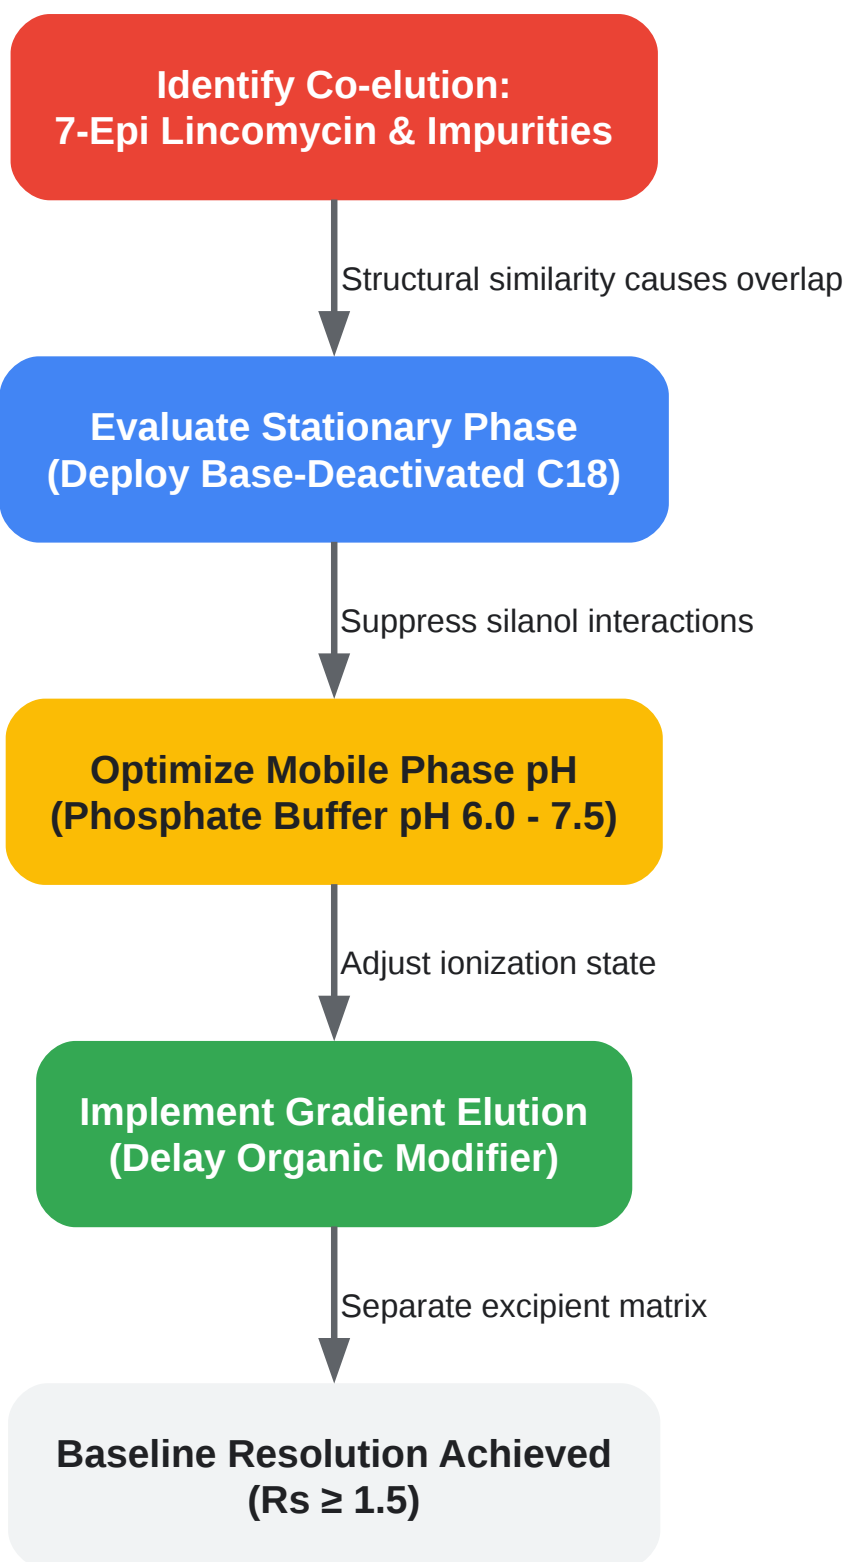 Identify Co-elution:
7-Epi Lincomycin & Impurities
Structural similarity causes overlap
Evaluate Stationary Phase
(Deploy Base-Deactivated C18)
Suppress silanol interactions
Optimize Mobile Phase pH
(Phosphate Buffer pH 6.0 - 7.5)
Adjust ionization state
Implement Gradient Elution
(Delay Organic Modifier)
Separate excipient matrix
Baseline Resolution Achieved
(Rs ≥ 1.5)